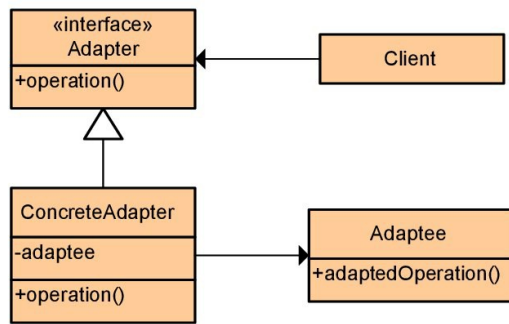 «interface»
Adapter
+operation()
Client
ConcreteAdapter
-adaptee
+operation()
Adaptee
+adaptedOperation()